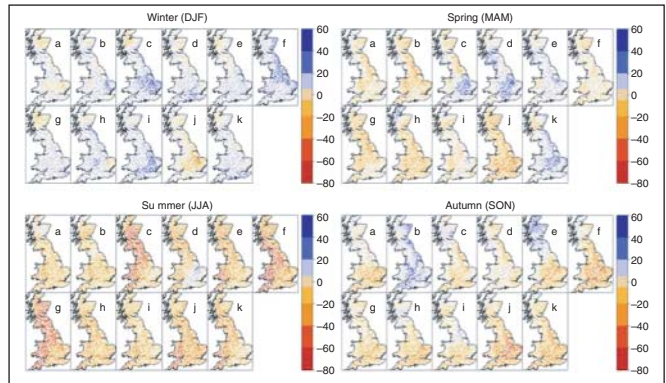 Winter (DJF)
a b c d e f
g h i j k
60
40
20
0
−20
−40
−60
−80
Spring (MAM)
a b c d e f
g h i j k
60
40
20
0
−20
−40
−60
−80
Su mmer (JJA)
a b c d e f
g h i j k
60
40
20
0
−20
−40
−60
−80
Autumn (SON)
a b c d e f
g h i j k
60
40
20
0
−20
−40
−60
−80